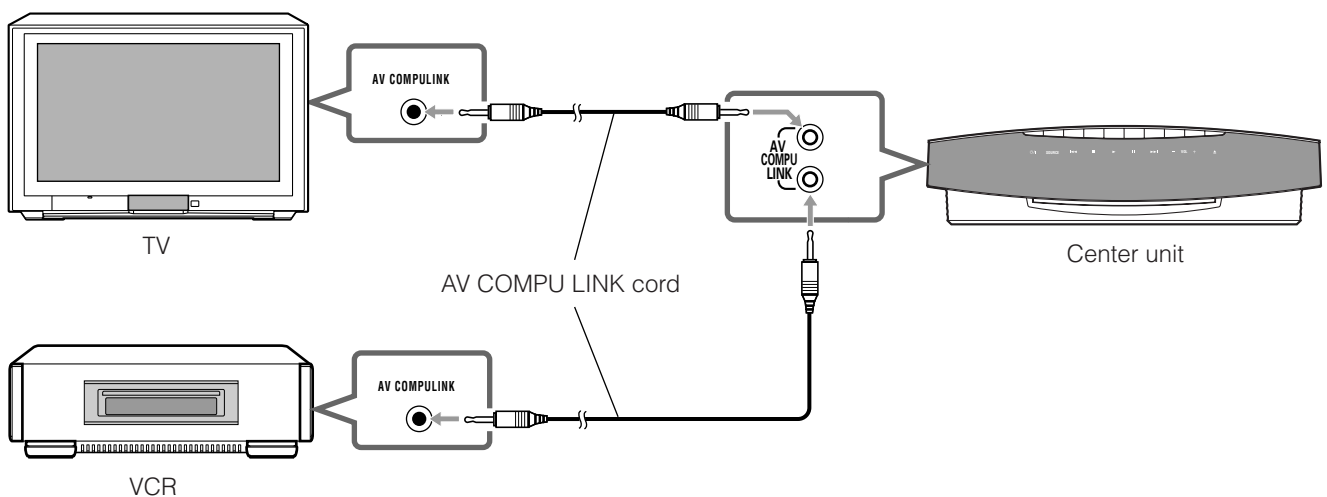 AV COMPULINK
AV
COMPU
LINK
TV
Center unit
AV COMPU LINK cord
AV COMPULINK
VCR